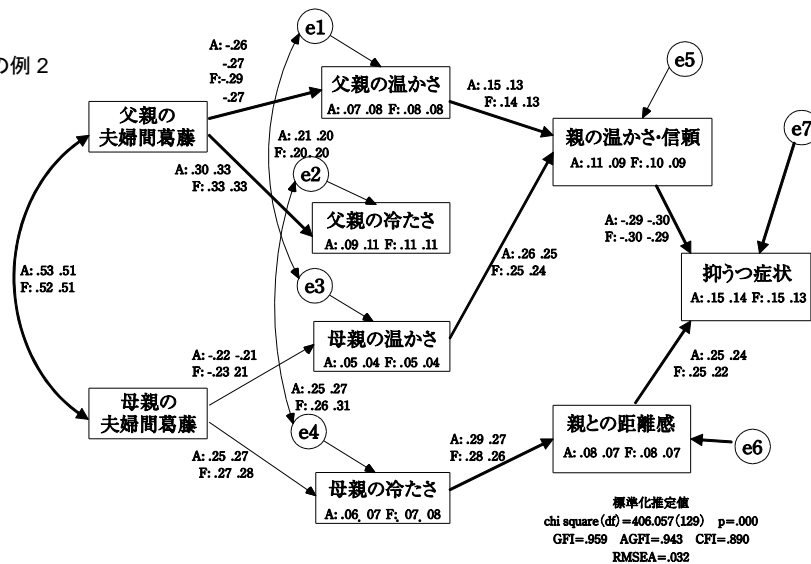 の例 2
e1
A: -.26
-.27
F:-.29
-.27
父親の温かさ
A: .07 .08 F: .08 .08
A: .15 .13
F: .14 .13
e5
e7
父親の
夫婦間葛藤
A: .21 .20
F: .20 .20
e2
親の温かさ・信頼
A: .11 .09 F: .10 .09
A: .30 .33
F: .33 .33
父親の冷たさ
A: .09 .11 F: .11 .11
A: -.29 -.30
F: -.30 -.29
A: .26 .25
F: .25 .24
A: .53 .51
F: .52 .51
e3
抑うつ症状
A: .15 .14 F: .15 .13
母親の温かさ
A: .05 .04 F: .05 .04
A: -.22 -.21
F: -.23 21
A: .25 .24
F: .25 .22
母親の
夫婦間葛藤
A: .25 .27
F: .26 .31
e4
親との距離感
A: .08 .07 F: .08 .07
e6
A: .25 .27
F: .27 .28
A: .29 .27
F: .28 .26
母親の冷たさ
A: .06 .07 F: .07 .08
標準化推定値
chi square(df)=406.057(129) p=.000
GFI=.959 AGFI=.943 CFI=.890
RMSEA=.032